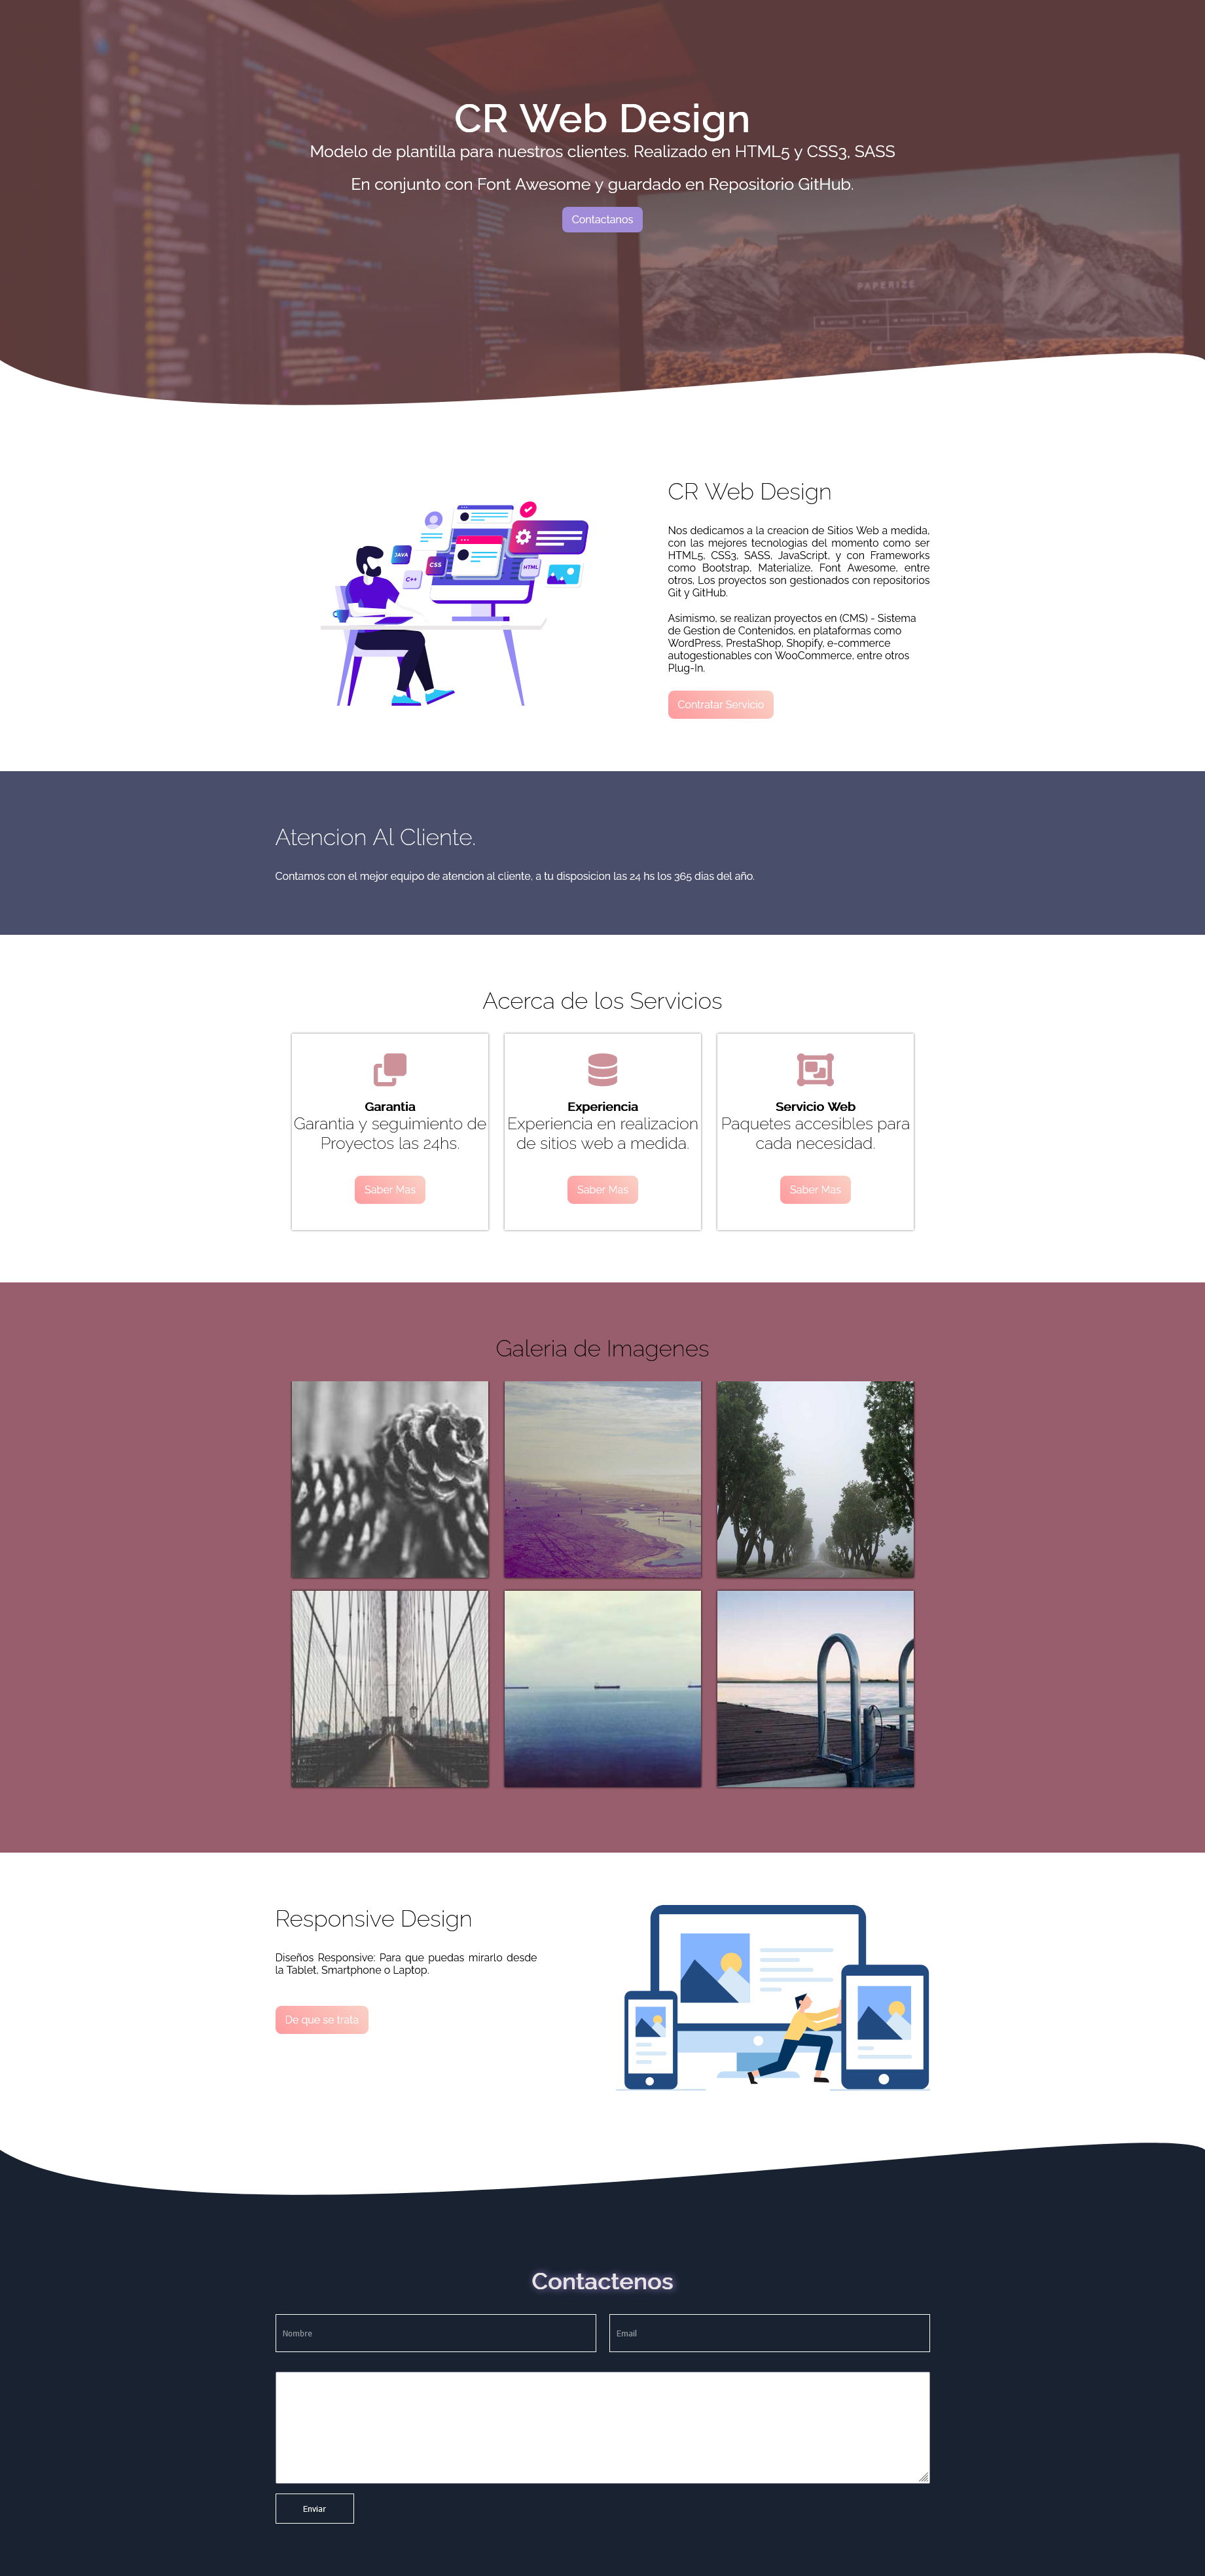 CR Web Design
Modelo de plantilla para nuestros clientes. Realizado en HTML5 y CSS3, SASS
En conjunto con Font Awesome y guardado en Repositorio GitHub.
Contactanos
PAPERIZE
CR Web Design
Nos dedicamos a la creacion de Sitios Web a medida,
con las mejores tecnologias del momento como ser
HTML5, CSS3, SASS, JavaScript, y con Frameworks
como Bootstrap, Materialize, Font Awesome, entre
otros, Los proyectos son gestionados con repositorios
Git y GitHub.
Asimismo, se realizan proyectos en (CMS) - Sistema
de Gestion de Contenidos, en plataformas como
WordPress, PrestaShop, Shopify, e-commerce
autogestionables con WooCommerce, entre otros
Plug-In.
Contratar Servicio
JAVA
CSS
C++
HTML
Atencion Al Cliente.
Contamos con el mejor equipo de atencion al cliente, a tu disposicion las 24 hs los 365 dias del año.
Acerca de los Servicios
Garantia
Garantia y seguimiento de
Proyectos las 24hs.
Saber Mas
Experiencia
Experiencia en realizacion
de sitios web a medida.
Saber Mas
Servicio Web
Paquetes accesibles para
cada necesidad.
Saber Mas
Galeria de Imagenes
Responsive Design
Diseños Responsive: Para que puedas mirarlo desde
la Tablet, Smartphone o Laptop.
De que se trata
Contactenos
Nombre
Email
Enviar